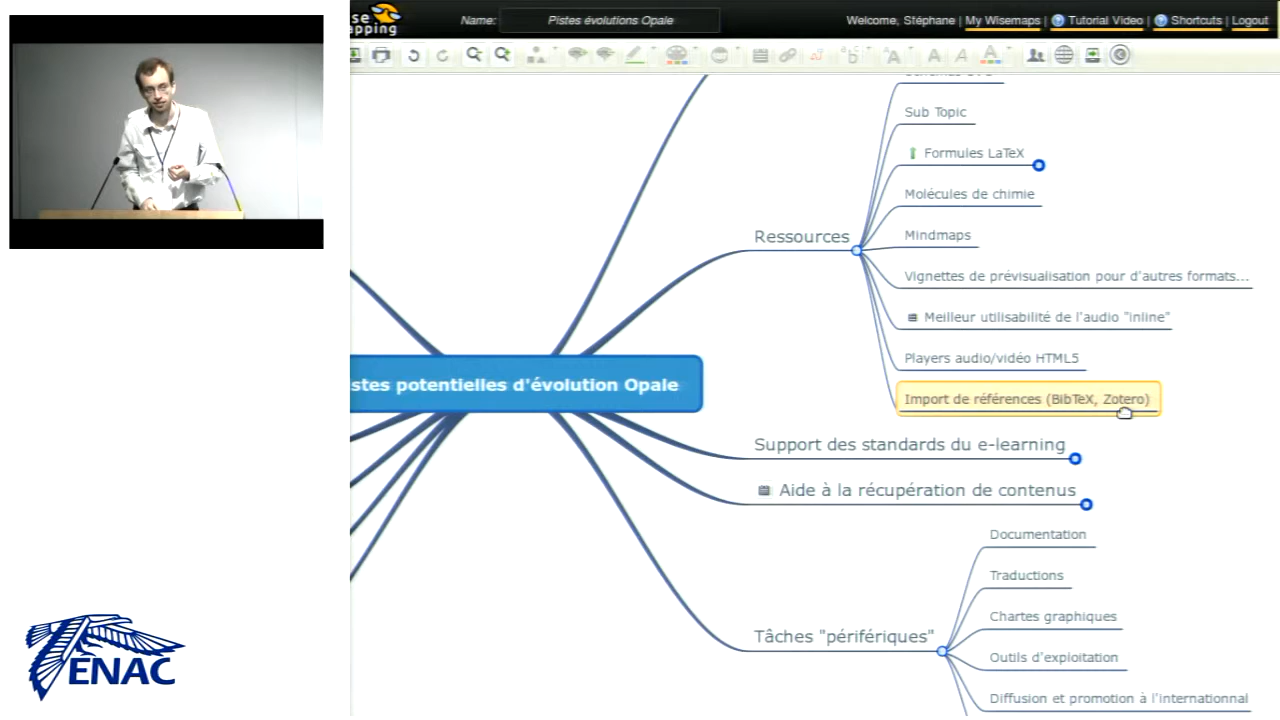 se
apping
Name: Pistes évolutions Opale
Welcome, Stéphane | My Wisemaps | Tutorial Video | Shortcuts | Logout
Sub Topic
Formules LaTeX
Molécules de chimie
Ressources
Mindmaps
Vignettes de prévisualisation pour d'autres formats...
Meilleur utilisabilité de l'audio "inline"
Players audio/vidéo HTML5
stes potentielles d'évolution Opale
Import de références (BibTeX, Zotero)
Support des standards du e-learning
Aide à la récupération de contenus
Documentation
Traductions
Chartes graphiques
Tâches "périfériques"
Outils d'exploitation
Diffusion et promotion à l'internationnal
ENAC